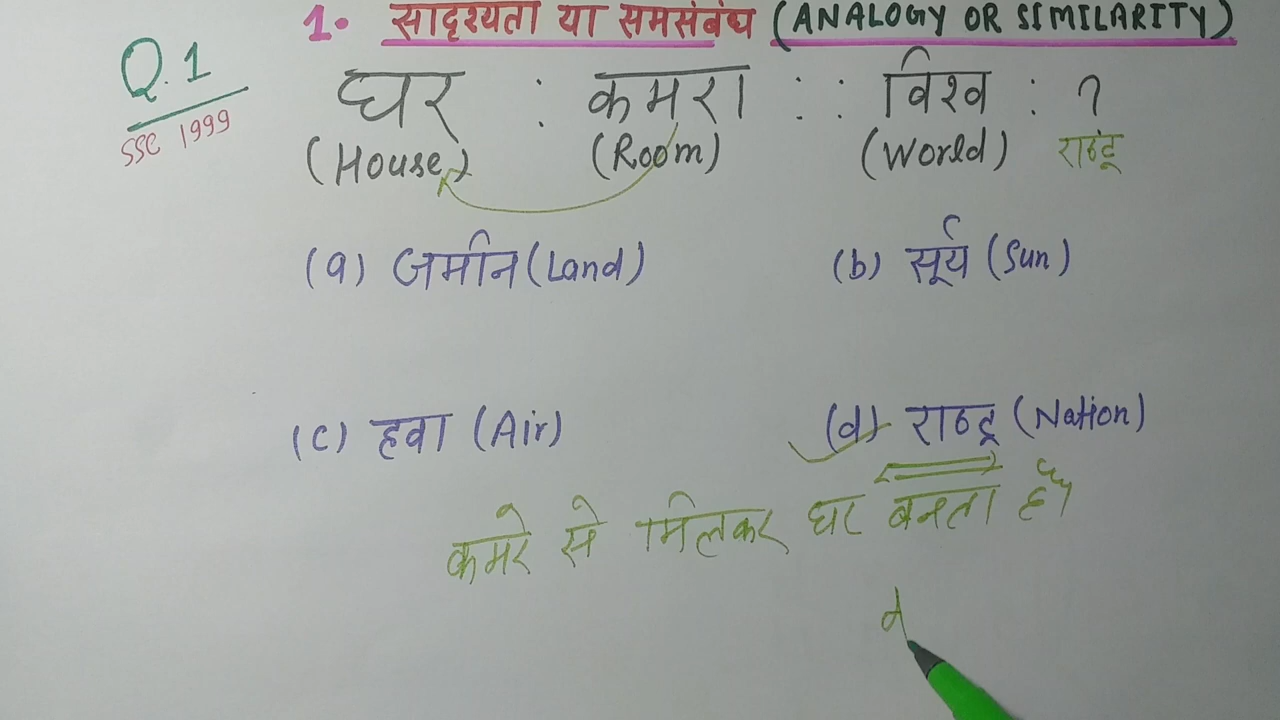 1. सादृश्यता या समसंबंध (ANALOGY OR SIMILARITY)
Q.1
SSC 1999
घर : कमरा :: विश्व : ?
(House) (Room) (World) राष्ट्र
(a) जमीन (Land) (b) सूर्य (Sun)
(c) हवा (Air) (d) राष्ट्र (Nation)
कमरे से मिलकर घर बनता है